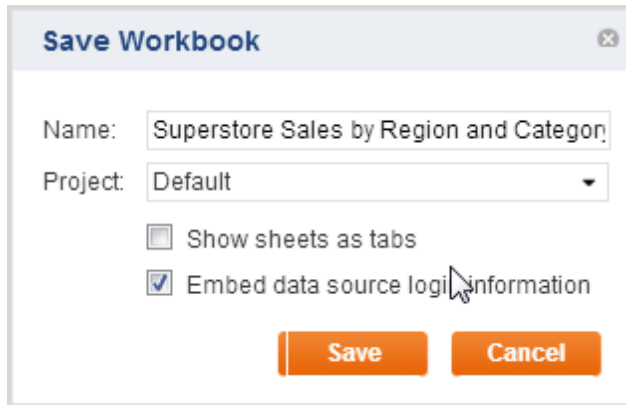 Save Workbook
Name: Superstore Sales by Region and Category
Project: Default
Show sheets as tabs
Embed data source login information
Save Cancel